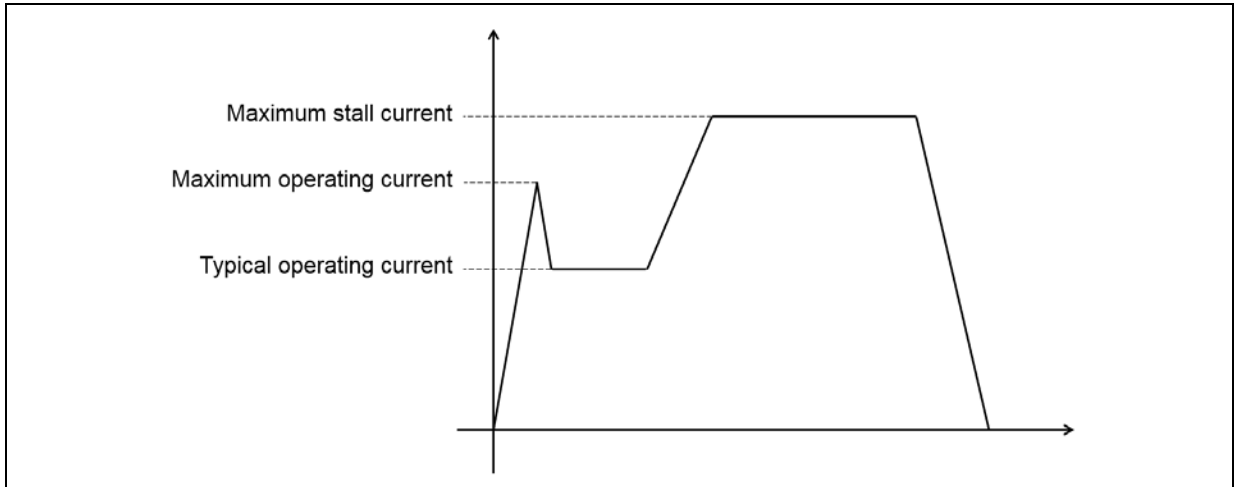 Maximum stall current
Maximum operating current
Typical operating current